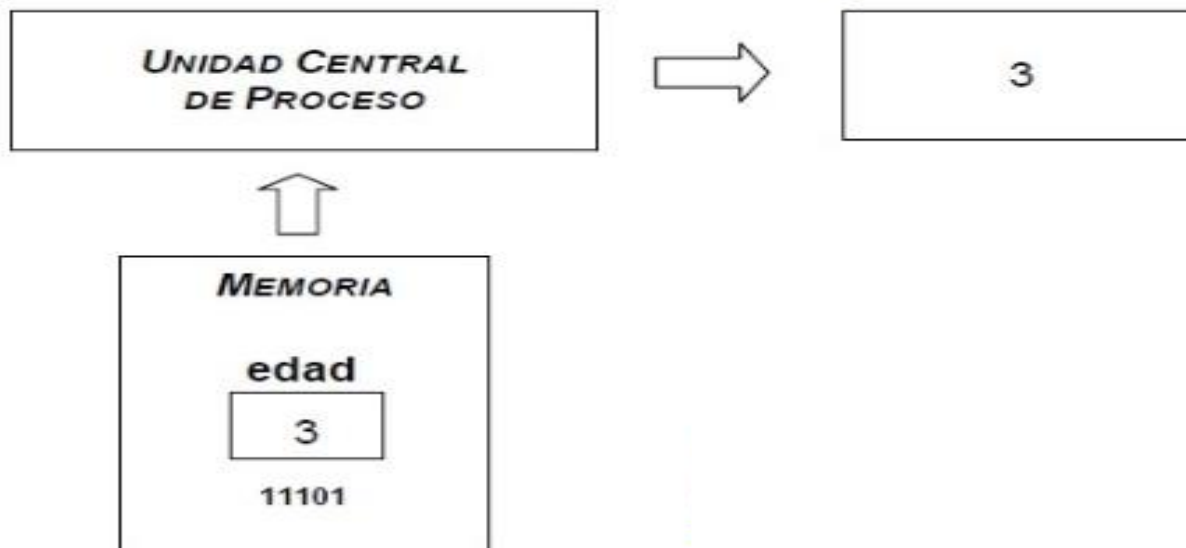 UNIDAD CENTRAL
DE PROCESO
3
MEMORIA
edad
3
11101